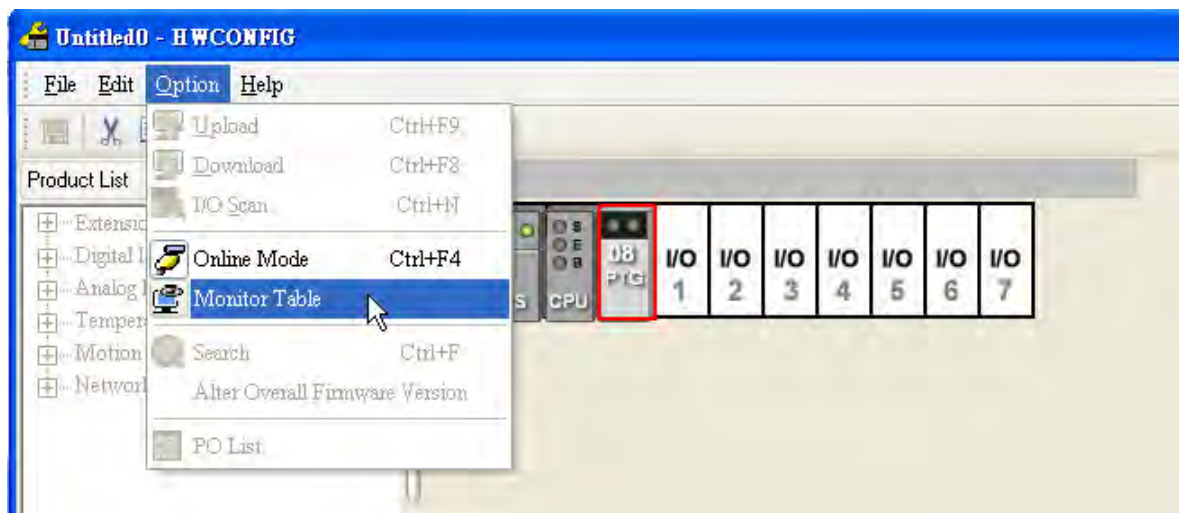 Untitled0 - HWCONFIG
File Edit Option Help
Upload Ctrl+F9
Download Ctrl+F8
I/O Scan Ctrl+N
Online Mode Ctrl+F4
Monitor Table
Search Ctrl+F
Alter Overall Firmware Version
PO List
Product List
Extensio
Digital I
Analog
Tempera
Motion
Network
S
S
E
B
CPU
08
PTG
I/O
1
I/O
2
I/O
3
I/O
4
I/O
5
I/O
6
I/O
7